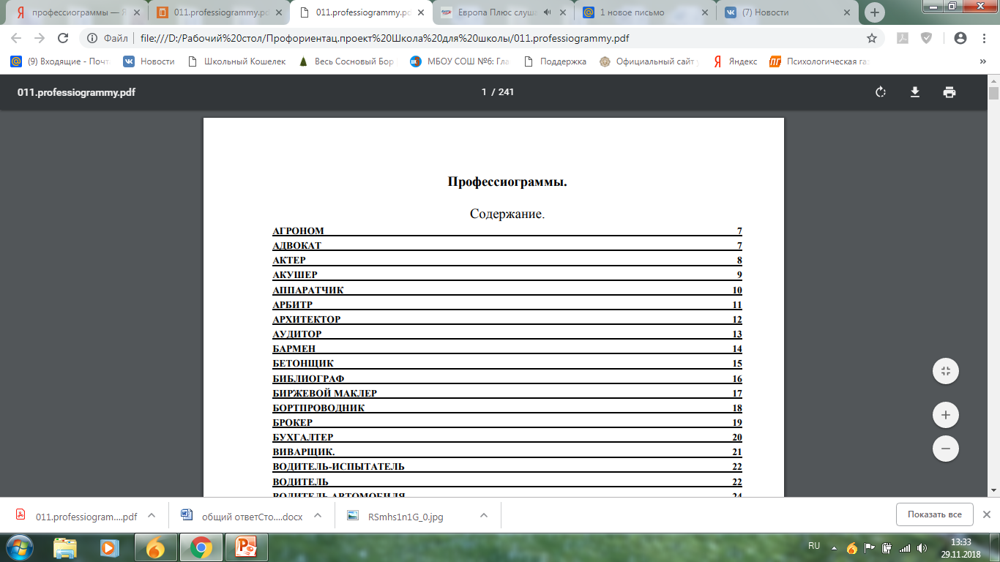 профессиограммы — Я
011.professiogrammy.pd
011.professiogrammy.pd
Европа Плюс слуша
1 новое письмо
(7) Новости
Файл file:///D:/Рабочий%20стол/Профориентац.проект%20Школа%20для%20школы/011.professiogrammy.pdf
(9) Входящие - Почт Новости Школьный Кошелек Весь Сосновый Бор МБОУ СОШ №6: Гла Поддержка Официальный сайт Яндекс Психологическая га »
011.professiogrammy.pdf 1 / 241
Профессиограммы.
Содержание.
АГРОНОМ 7
АДВОКАТ 7
АКТЕР 8
АКУШЕР 9
АППАРАТЧИК 10
АРБИТР 11
АРХИТЕКТОР 12
АУДИТОР 13
БАРМЕН 14
БЕТОНЩИК 15
БИБЛИОГРАФ 16
БИРЖЕВОЙ МАКЛЕР 17
БОРТПРОВОДНИК 18
БРОКЕР 19
БУХГАЛТЕР 20
ВИВАРЩИК. 21
ВОДИТЕЛЬ-ИСПЫТАТЕЛЬ 22
ВОДИТЕЛЬ 22
ВОДИТЕЛЬ АВТОМОБИЛЯ 24
011.professiogram....pdf общий ответСто....docx RSmhs1n1G_0.jpg Показать все
RU 13:33
29.11.2018